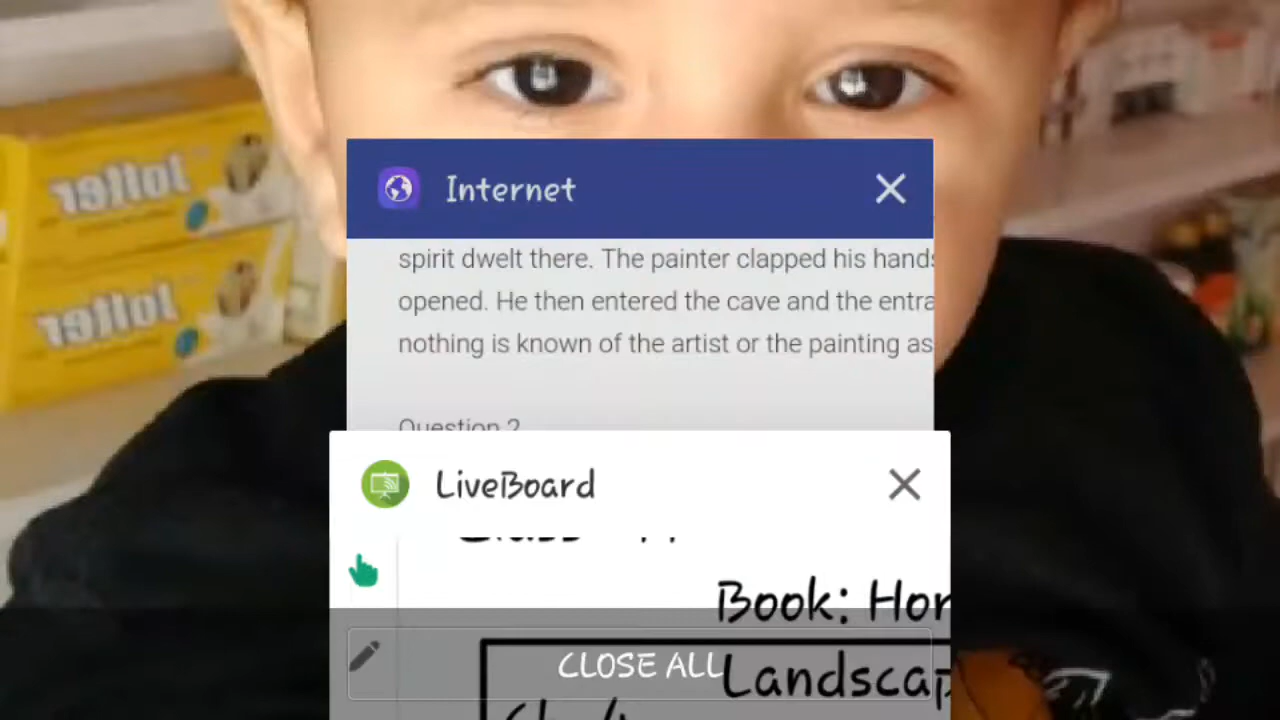 Internet
spirit dwelt there. The painter clapped his hands
opened. He then entered the cave and the entra
nothing is known of the artist or the painting as
Question 2
LiveBoard
Book: Hor
CLOSE ALL
Landscap